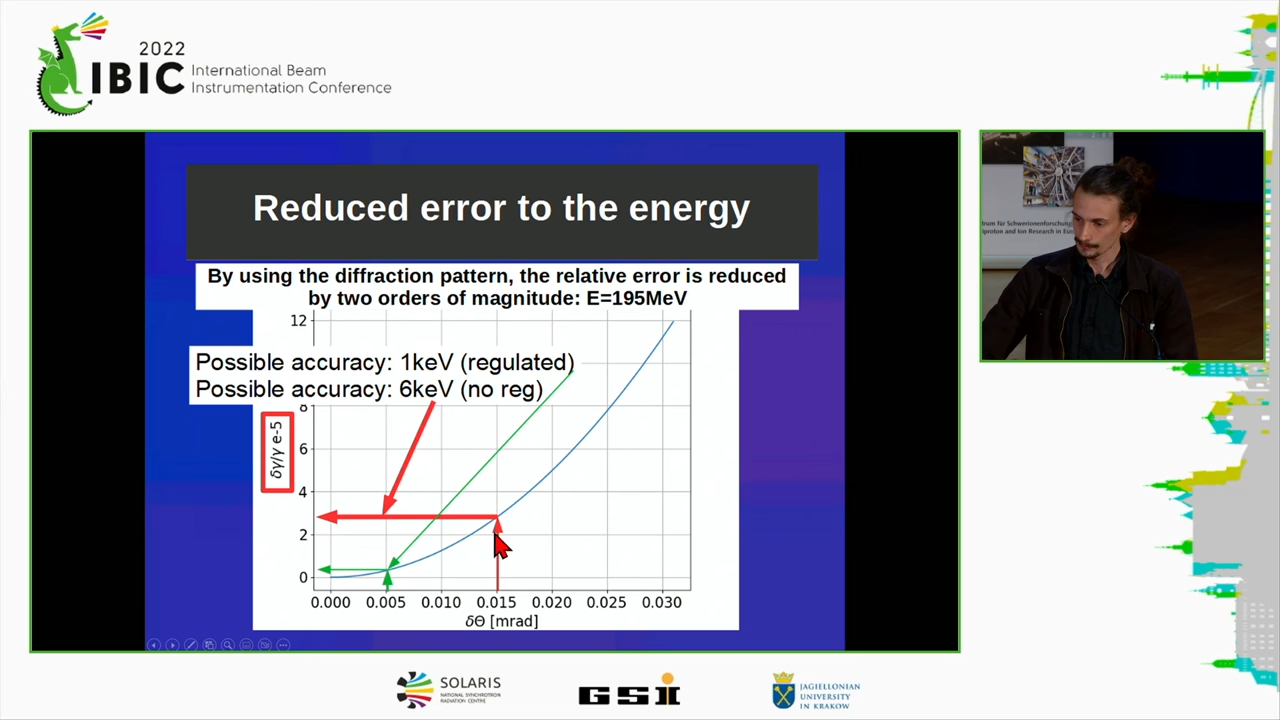 2022
IBIC
International Beam
Instrumentation Conference
Reduced error to the energy
By using the diffraction pattern, the relative error is reduced
by two orders of magnitude: E=195MeV
12
Possible accuracy: 1keV (regulated)
Possible accuracy: 6keV (no reg)
8
δγ/γ e-5
6
4
2
0
0.000 0.005 0.010 0.015 0.020 0.025 0.030
δΘ [mrad]
trum für Schwerionenforschung
SOLARIS
NATIONAL SYNCHROTRON
RADIATION CENTRE
GSI
JAGIELLONIAN
UNIVERSITY
IN KRAKOW